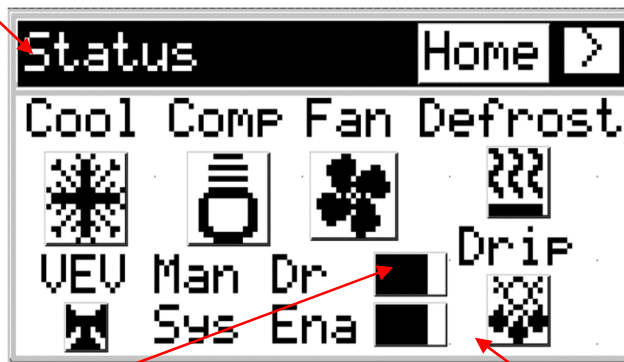 Status Home >
Cool Comp Fan Defrost
Drip
VEV Man Dr
Sys Ena